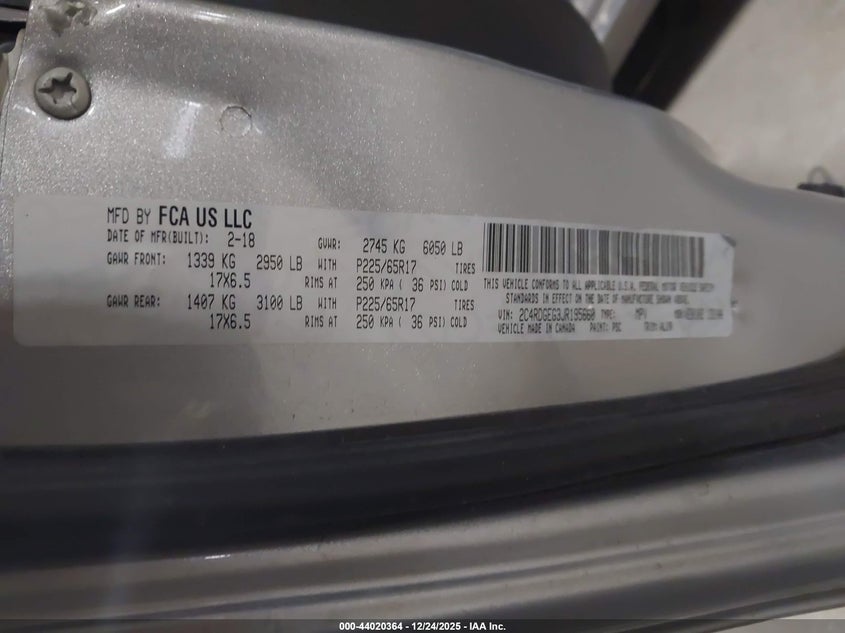 MFD BY FCA US LLC
DATE OF MFR(BUILT): 2-18 GVWR: 2745 KG 6050 LB
GAWR FRONT: 1339 KG 2950 LB WITH P225/65R17 TIRES
17X6.5 RIMS AT 250 KPA ( 36 PSI) COLD
GAWR REAR: 1407 KG 3100 LB WITH P225/65R17 TIRES
17X6.5 RIMS AT 250 KPA ( 36 PSI) COLD
THIS VEHICLE CONFORMS TO ALL APPLICABLE U.S.A. FEDERAL MOTOR VEHICLE SAFETY
STANDARDS IN EFFECT ON THE DATE OF MANUFACTURE SHOWN ABOVE.
VIN: 2C4RDGEG3JR195660 TYPE: MPV
VEHICLE MADE IN CANADA PAINT: PSC TRIM:
000-44020364 - 12/24/2025 - IAA Inc.